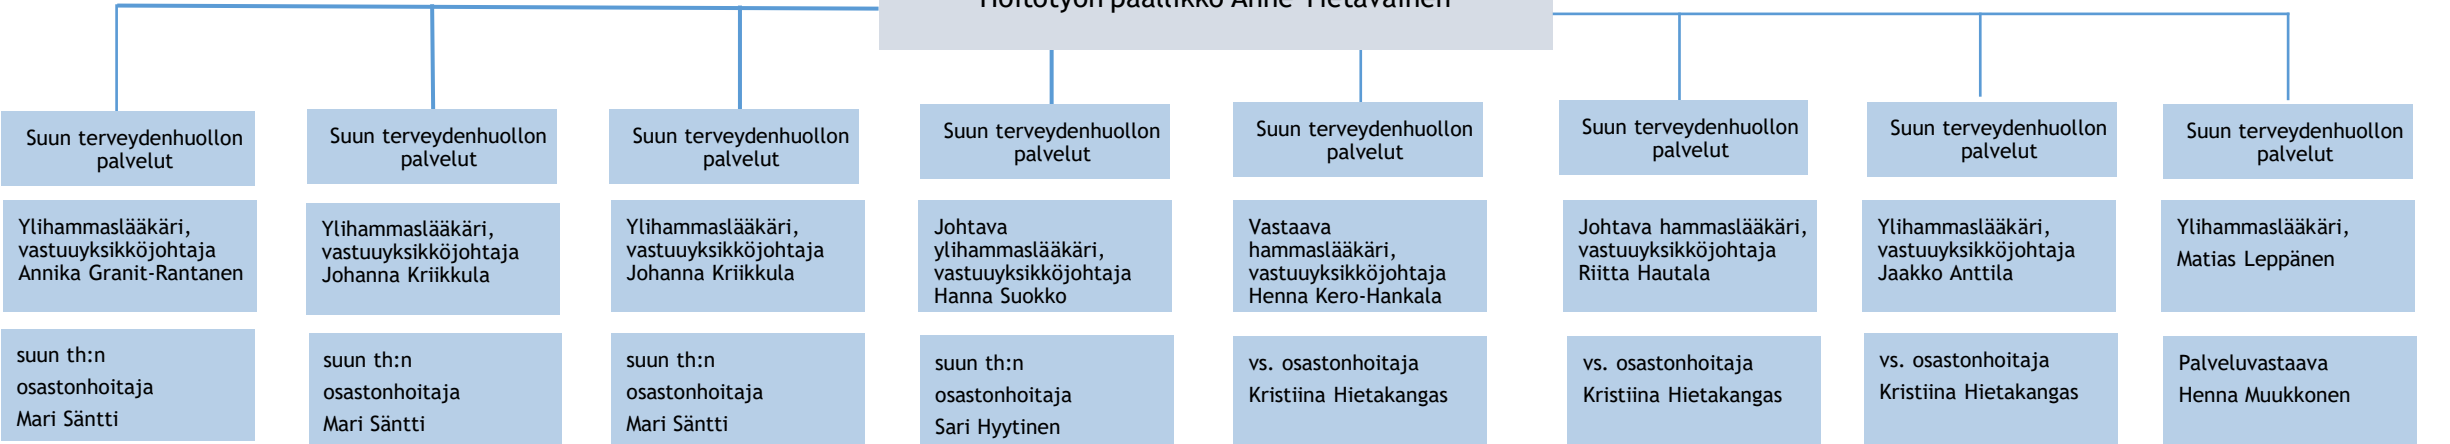 Hoitotyön päällikkö Anne
Suun terveydenhuollon
palvelut
Ylihammaslääkäri,
vastuuyksikköjohtaja
Annika Granit-Rantanen
suun th:n
osastonhoitaja
Mari Säntti
Suun terveydenhuollon
palvelut
Ylihammaslääkäri,
vastuuyksikköjohtaja
Johanna Kriikkula
suun th:n
osastonhoitaja
Mari Säntti
Suun terveydenhuollon
palvelut
Ylihammaslääkäri,
vastuuyksikköjohtaja
Johanna Kriikkula
suun th:n
osastonhoitaja
Mari Säntti
Suun terveydenhuollon
palvelut
Johtava
ylihammaslääkäri,
vastuuyksikköjohtaja
Hanna Suokko
suun th:n
osastonhoitaja
Sari Hyytinen
Suun terveydenhuollon
palvelut
Vastaava
hammaslääkäri,
vastuuyksikköjohtaja
Henna Kero-Hankala
vs. osastonhoitaja
Kristiina Hietakangas
Suun terveydenhuollon
palvelut
Johtava hammaslääkäri,
vastuuyksikköjohtaja
Riitta Hautala
vs. osastonhoitaja
Kristiina Hietakangas
Suun terveydenhuollon
palvelut
Ylihammaslääkäri,
vastuuyksikköjohtaja
Jaakko Anttila
vs. osastonhoitaja
Kristiina Hietakangas
Suun terveydenhuollon
palvelut
Ylihammaslääkäri,
Matias Leppänen
Palveluvastaava
Henna Muukkonen